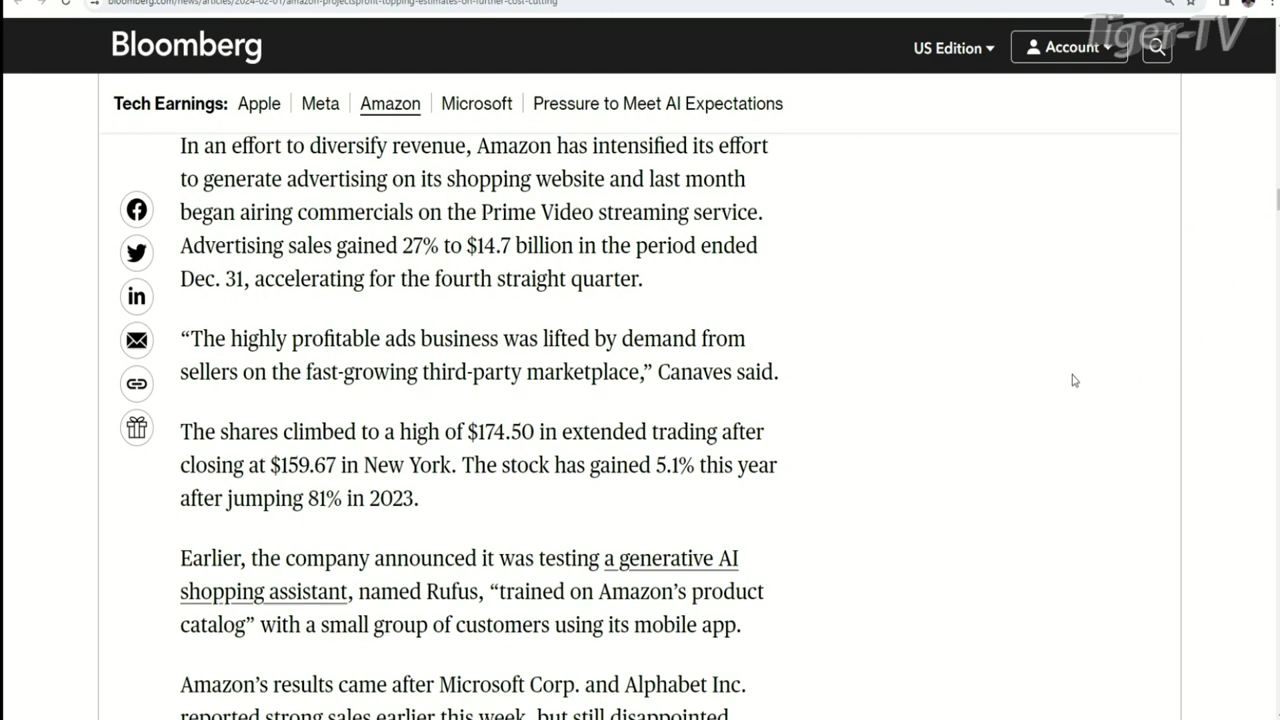 bloomberg.com/news/articles/2024-02-01/amazon-projectsprofit-topping-estimates-on-further-cost-cutting
Tiger-TV
Bloomberg
US Edition
Account
Tech Earnings: Apple | Meta | Amazon | Microsoft | Pressure to Meet AI Expectations
In an effort to diversify revenue, Amazon has intensified its effort
to generate advertising on its shopping website and last month
began airing commercials on the Prime Video streaming service.
Advertising sales gained 27% to $14.7 billion in the period ended
Dec. 31, accelerating for the fourth straight quarter.
“The highly profitable ads business was lifted by demand from
sellers on the fast-growing third-party marketplace,” Canaves said.
The shares climbed to a high of $174.50 in extended trading after
closing at $159.67 in New York. The stock has gained 5.1% this year
after jumping 81% in 2023.
Earlier, the company announced it was testing a generative AI
shopping assistant, named Rufus, “trained on Amazon’s product
catalog” with a small group of customers using its mobile app.
Amazon’s results came after Microsoft Corp. and Alphabet Inc.
reported strong sales earlier this week, but still disappointed